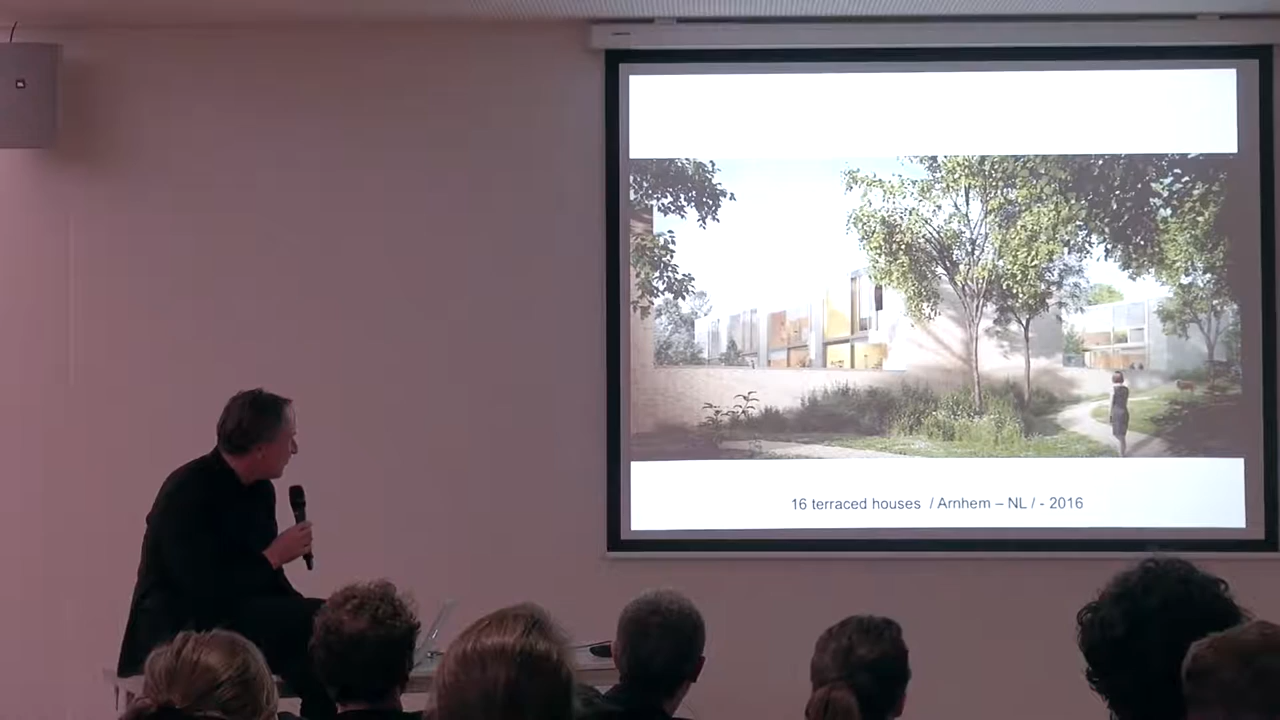 16 terraced houses / Arnhem – NL / - 2016